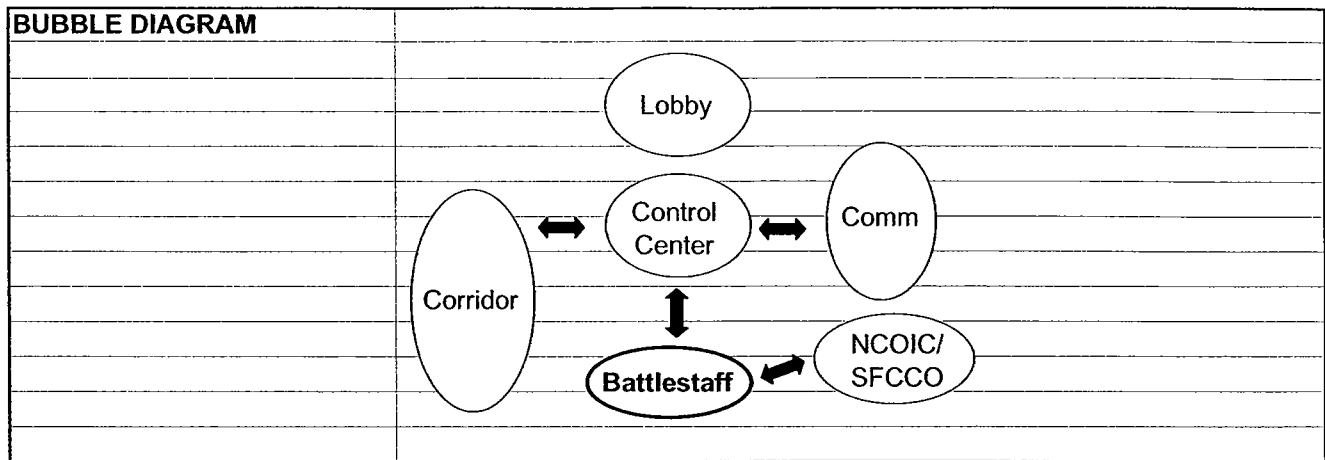 BUBBLE DIAGRAM
Lobby
Control
Center
Comm
Corridor
NCOIC/
SFCCO
Battlestaff